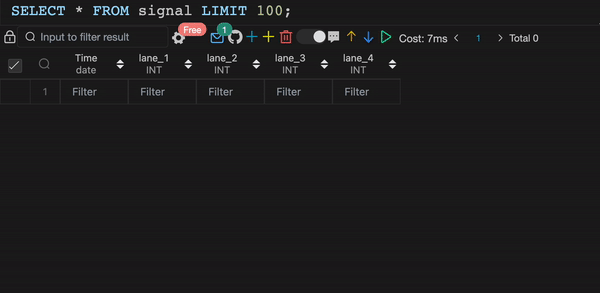 SELECT * FROM signal LIMIT 100;
Input to filter result Free 1 Cost: 7ms < 1 > Total 0
Time lane_1 lane_2 lane_3 lane_4
date INT INT INT INT
1 Filter Filter Filter Filter Filter